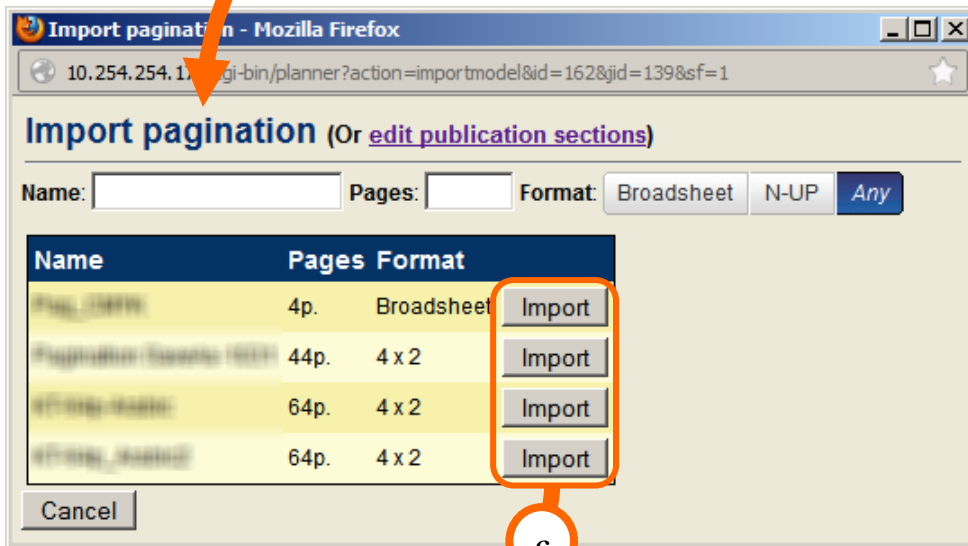 Import pagination - Mozilla Firefox
10.254.254.1 gi-bin/planner?action=importmodel&id=162&jid=139&sf=1
Import pagination (Or edit publication sections)
Name: Pages: Format: Broadsheet N-UP Any
Name Pages Format
4p. Broadsheet Import
44p. 4 x 2 Import
64p. 4 x 2 Import
64p. 4 x 2 Import
Cancel